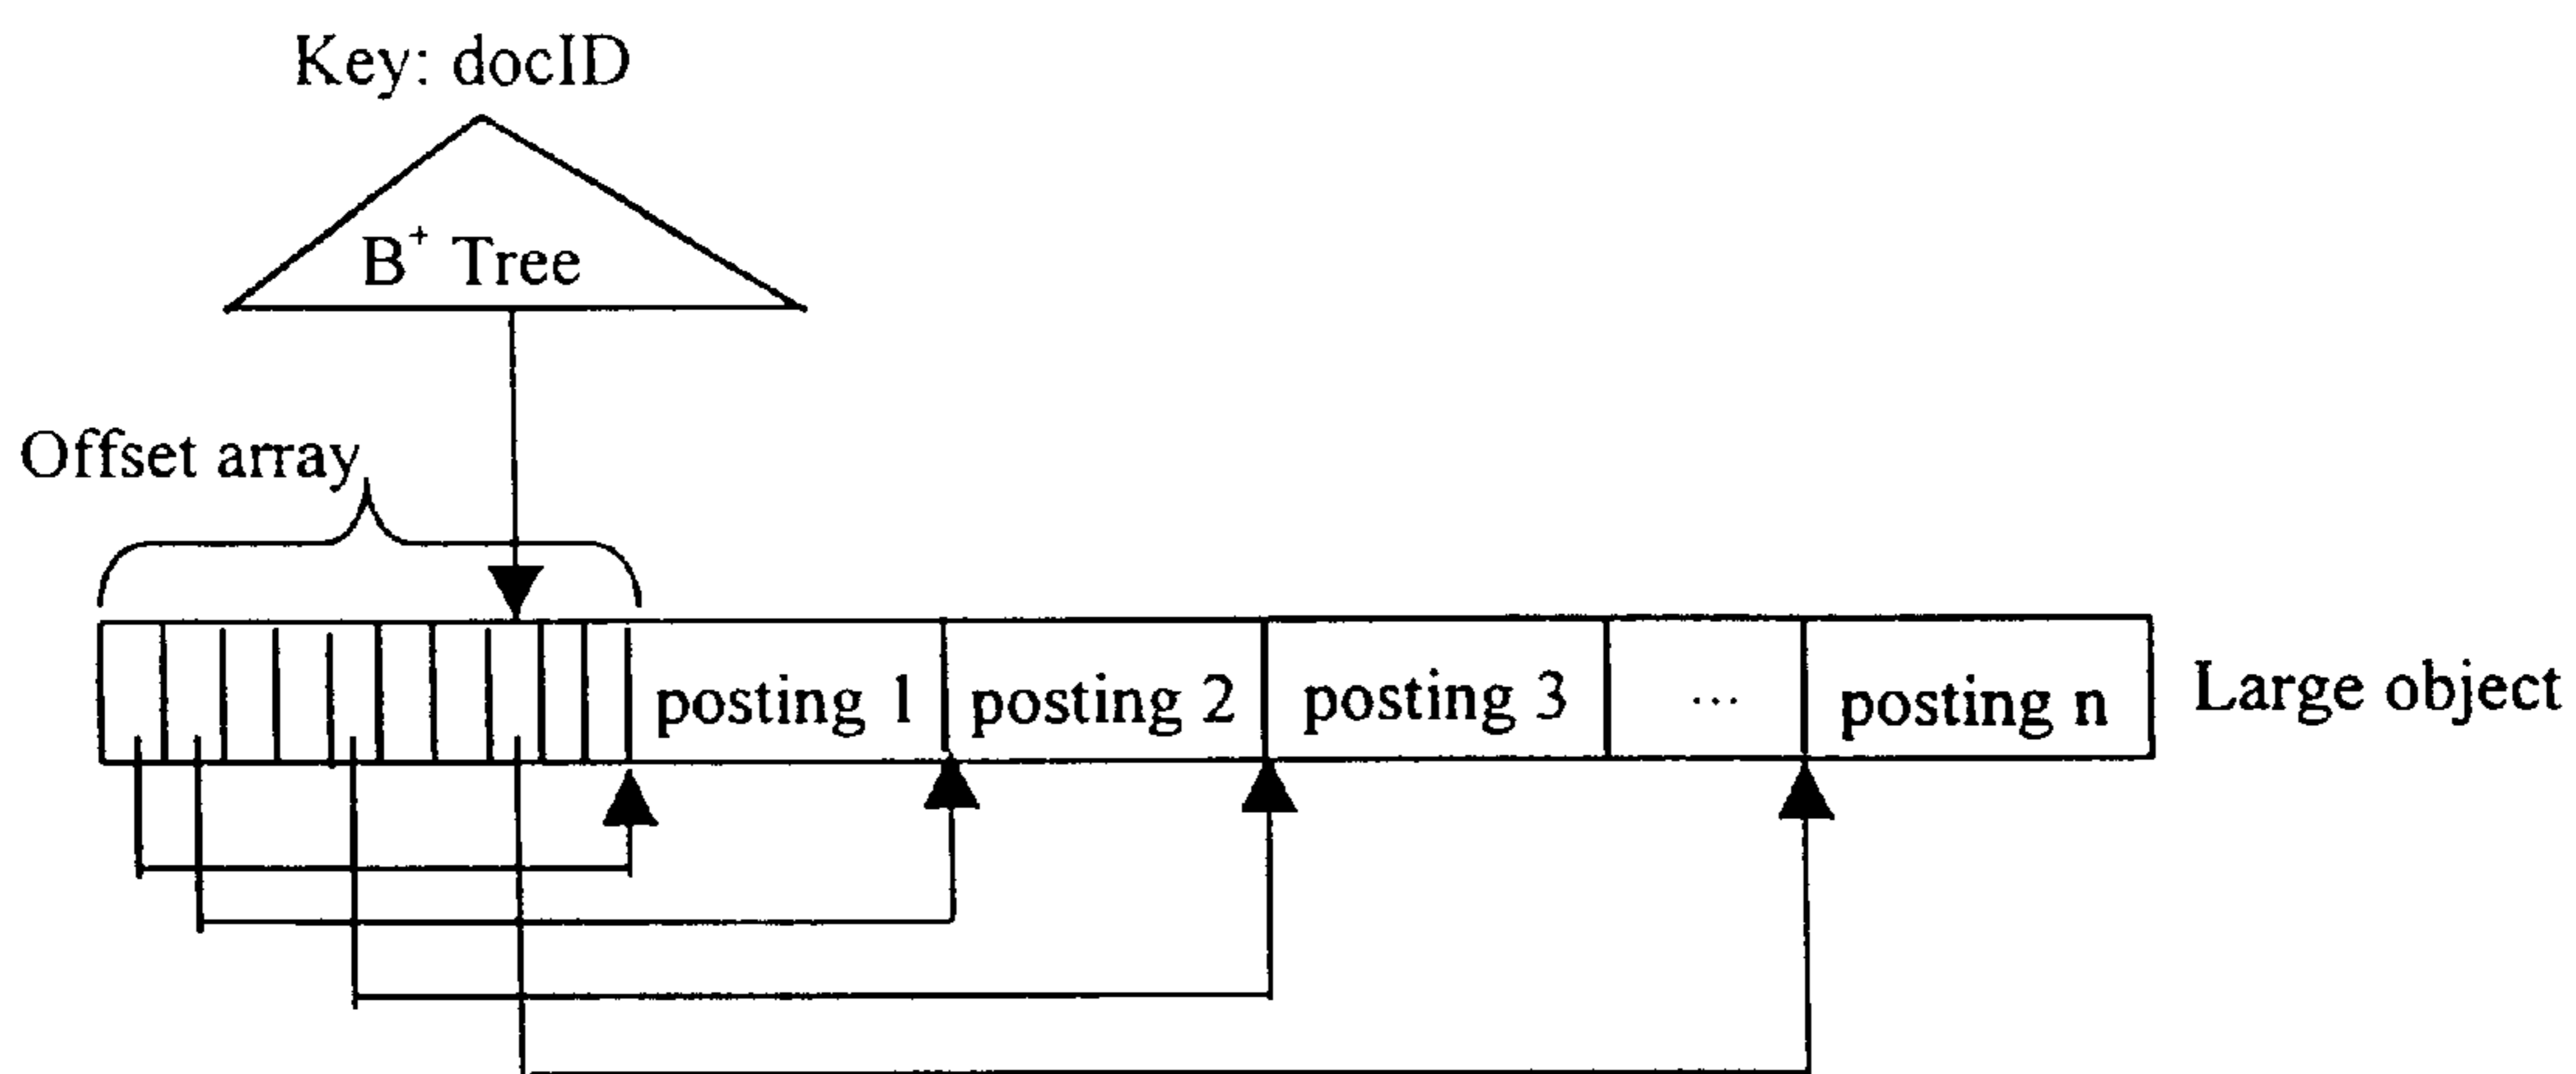 Key: docID
B⁺ Tree
Offset array
posting 1 posting 2 posting 3 ... posting n Large object